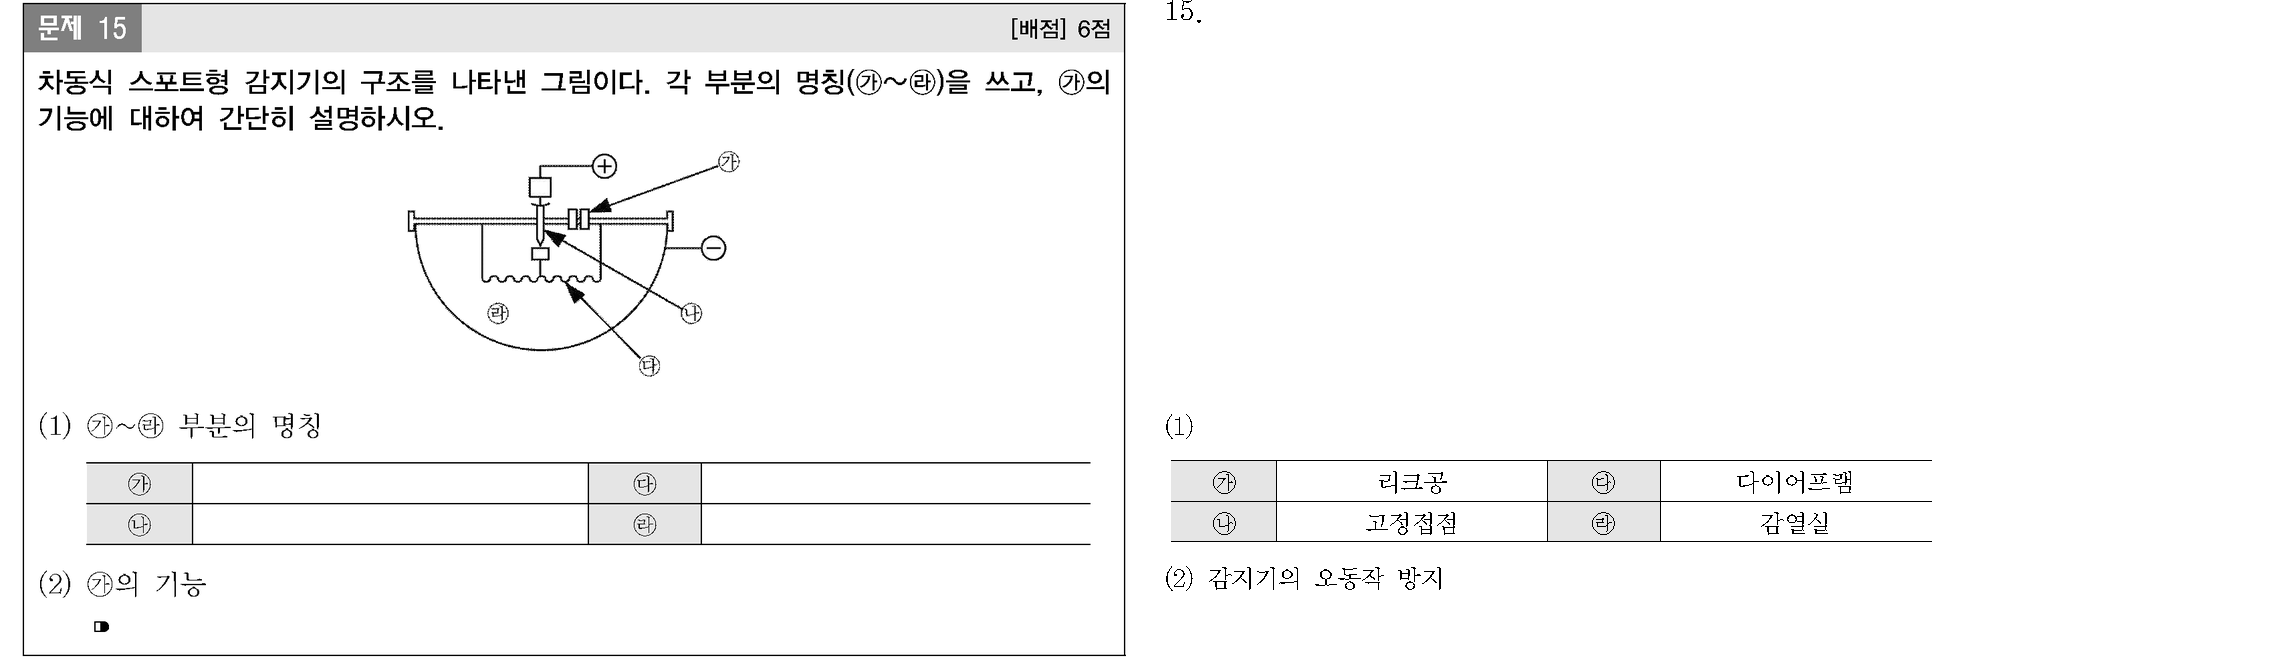 문제 15
[배점] 6점
차동식 스포트형 감지기의 구조를 나타낸 그림이다. 각 부분의 명칭(㉮~㉱)을 쓰고, ㉮의
기능에 대하여 간단히 설명하시오.
+
㉮
−
㉱
㉯
㉰
(1) ㉮~㉱ 부분의 명칭
㉮ ㉰
㉯ ㉱
(2) ㉮의 기능
15.
(1)
㉮ 리크공 ㉰ 다이어프램
㉯ 고정접점 ㉱ 감열실
(2) 감지기의 오동작 방지